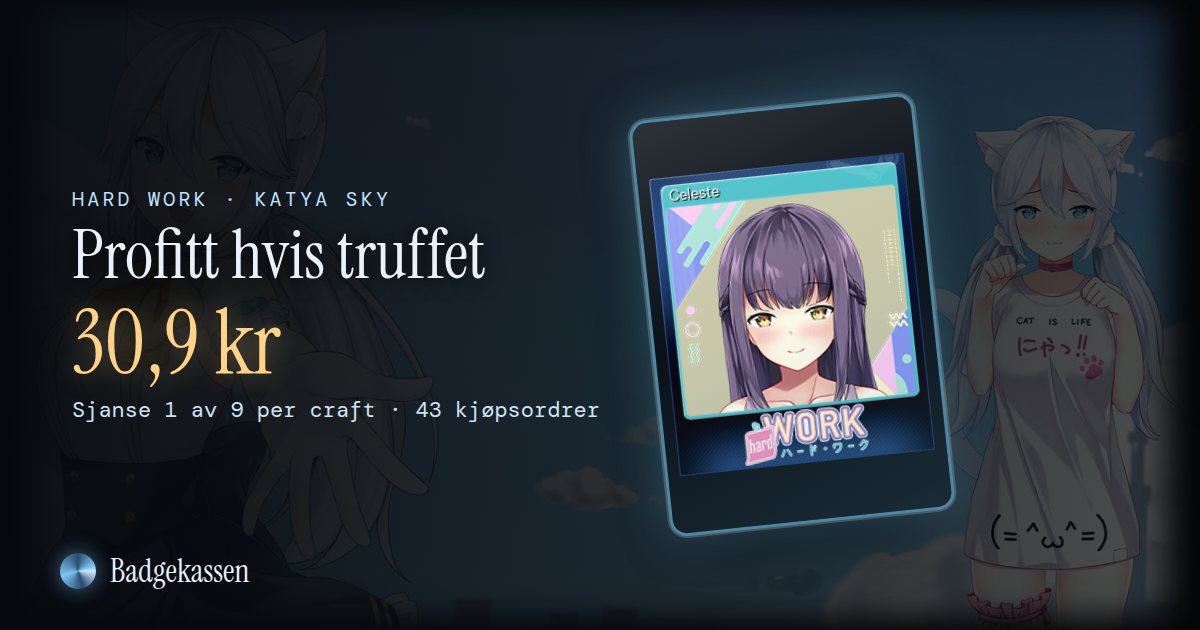 HARD WORK · KATYA SKY
Profitt hvis truffet
30,9 kr
Sjanse 1 av 9 per craft · 43 kjøpsordrer
Badgekassen
Celeste
hard WORK
ハード・ワーク
CAT IS LIFE
にゃっ!!
(=^ω^=)